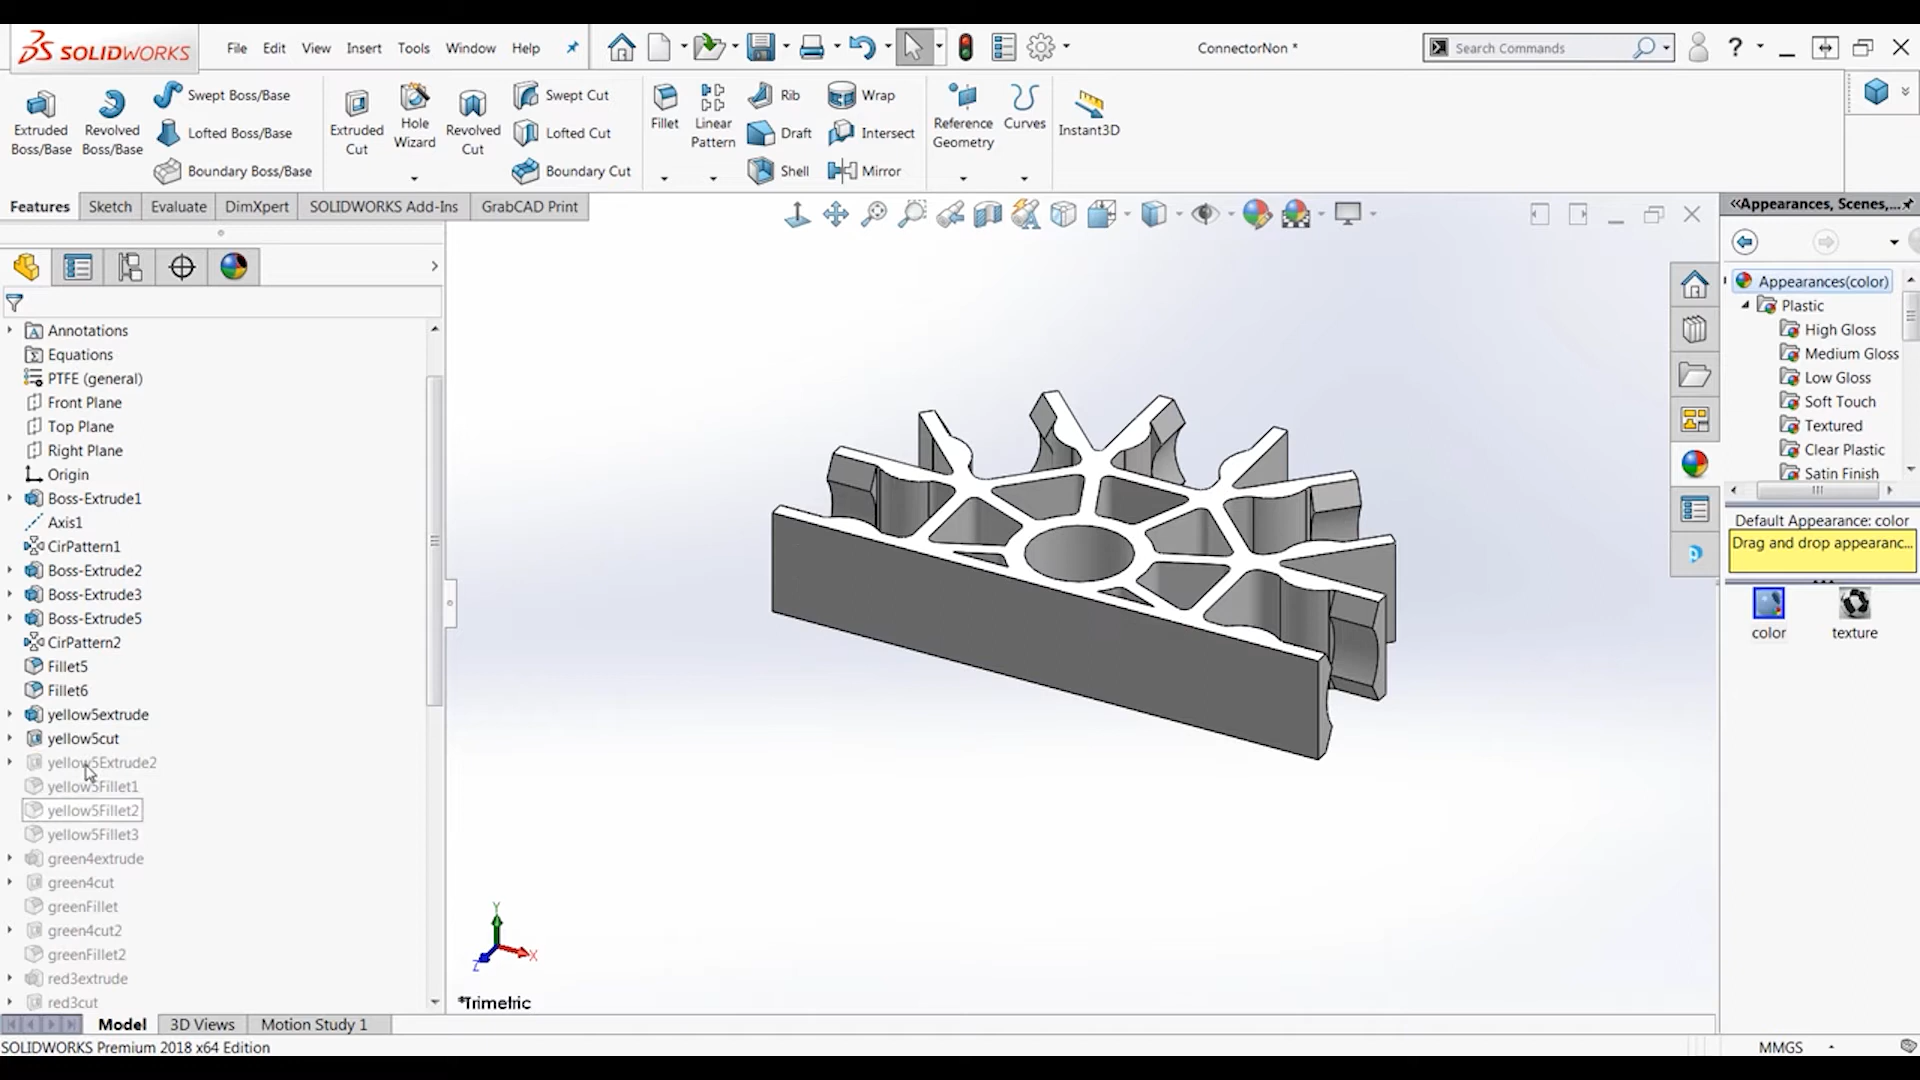 SOLIDWORKS
File Edit View Insert Tools Window Help
ConnectorNon *
Search Commands
?
Extruded Boss/Base
Revolved Boss/Base
Swept Boss/Base
Lofted Boss/Base
Boundary Boss/Base
Extruded Cut
Hole Wizard
Revolved Cut
Swept Cut
Lofted Cut
Boundary Cut
Fillet
Linear Pattern
Rib
Draft
Shell
Wrap
Intersect
Mirror
Reference Geometry
Curves
Instant3D
Features Sketch Evaluate DimXpert SOLIDWORKS Add-Ins GrabCAD Print
Annotations
Equations
PTFE (general)
Front Plane
Top Plane
Right Plane
Origin
Boss-Extrude1
Axis1
CirPattern1
Boss-Extrude2
Boss-Extrude3
Boss-Extrude5
CirPattern2
Fillet5
Fillet6
yellow5extrude
yellow5cut
yellow5Extrude2
yellow5Fillet1
yellow5Fillet2
yellow5Fillet3
green4extrude
green4cut
greenFillet
green4cut2
greenFillet2
red3extrude
red3cut
Y
X
Z
*Trimetric
«Appearances, Scenes,...
Appearances(color)
Plastic
High Gloss
Medium Gloss
Low Gloss
Soft Touch
Textured
Clear Plastic
Satin Finish
Default Appearance: color
Drag and drop appearanc...
color texture
Model 3D Views Motion Study 1
SOLIDWORKS Premium 2018 x64 Edition
MMGS